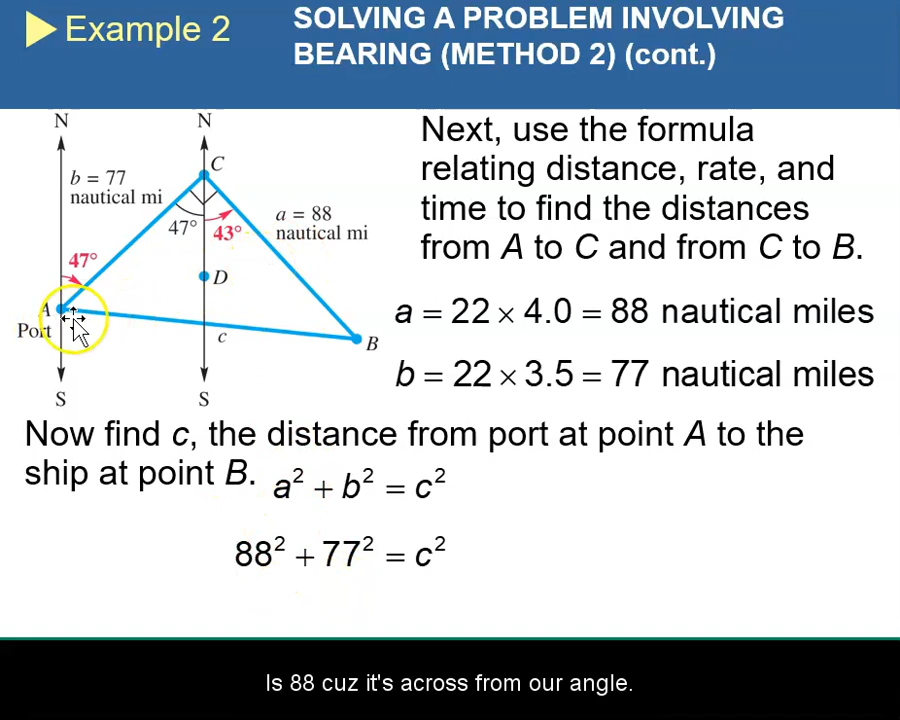 Example 2
SOLVING A PROBLEM INVOLVING
BEARING (METHOD 2) (cont.)
N
N
C
b = 77
nautical mi
47°
43°
a = 88
nautical mi
47°
D
A
Port
c
B
S
S
Next, use the formula
relating distance, rate, and
time to find the distances
from A to C and from C to B.
a = 22 × 4.0 = 88 nautical miles
b = 22 × 3.5 = 77 nautical miles
Now find c, the distance from port at point A to the
ship at point B.
a² + b² = c²
88² + 77² = c²
Is 88 cuz it's across from our angle.